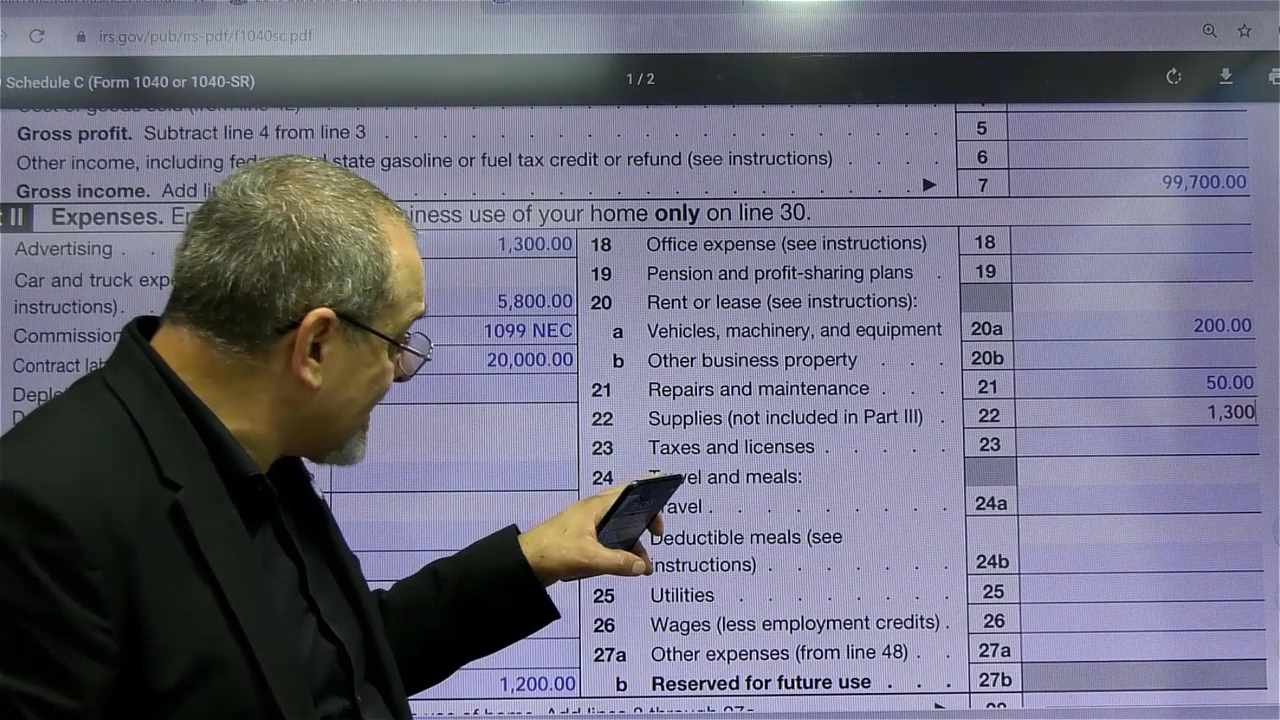 irs.gov/pub/irs-pdf/f1040sc.pdf
Schedule C (Form 1040 or 1040-SR)
1 / 2
Gross profit. Subtract line 4 from line 3 . . . . . . . . . . . . . . . . . . . 5
Other income, including state gasoline or fuel tax credit or refund (see instructions) . . . . 6
Gross income. Add . . . . . . . . . . . . . . . . . . ▶ 7 99,700.00
II Expenses. of your home only on line 30.
Advertising . . 1,300.00 18 Office expense (see instructions) 18
Car and truck 19 Pension and profit-sharing plans . 19
instructions). 5,800.00 20 Rent or lease (see instructions):
1099 NEC a Vehicles, machinery, and equipment 20a 200.00
Contract 20,000.00 b Other business property . . . 20b
21 Repairs and maintenance . . . 21 50.00
22 Supplies (not included in Part III) . 22 1,300
23 Taxes and licenses . . . . . 23
24 and meals:
. . . . . . . . . 24a
Deductible meals (see
instructions) . . . . . . . 24b
25 Utilities . . . . . . . . 25
26 Wages (less employment credits) . 26
27a Other expenses (from line 48) . . 27a
1,200.00 b Reserved for future use . . . 27b